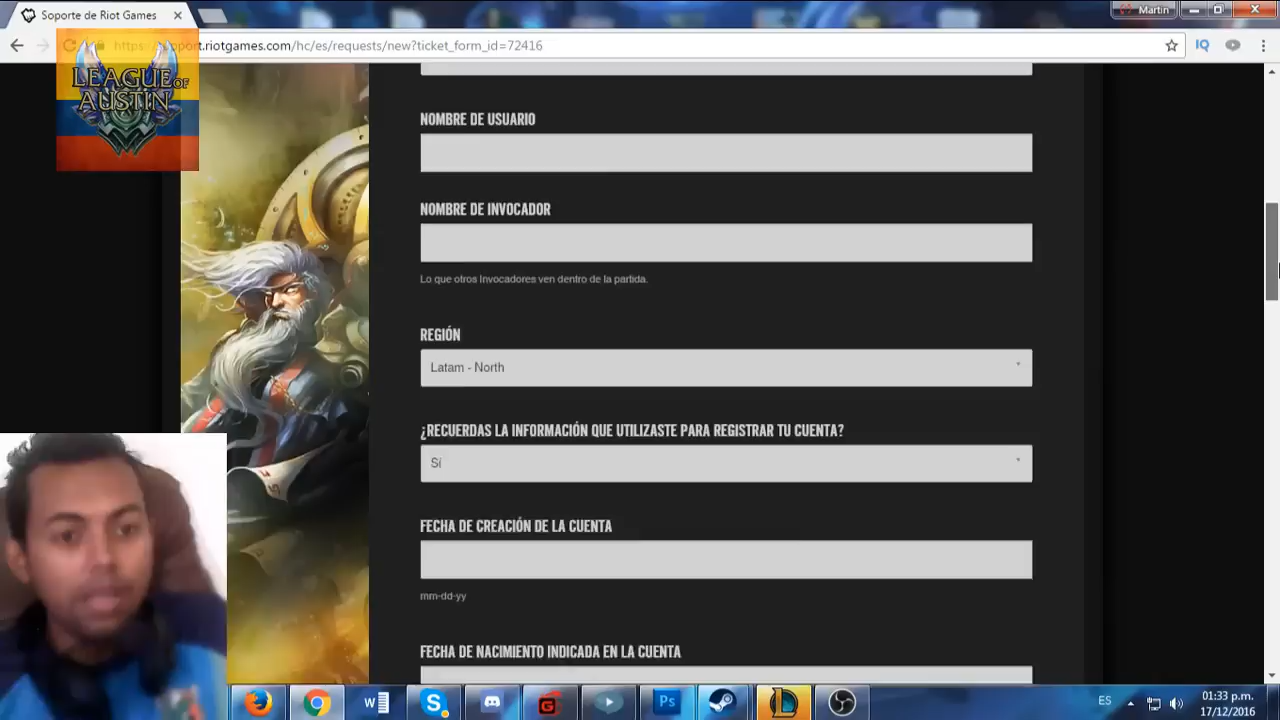 Soporte de Riot Games
Martin
support.riotgames.com/hc/es/requests/new?ticket_form_id=72416
IQ
LEAGUE OF
AUSTIN
NOMBRE DE USUARIO
NOMBRE DE INVOCADOR
Lo que otros Invocadores ven dentro de la partida.
REGIÓN
Latam - North
¿RECUERDAS LA INFORMACIÓN QUE UTILIZASTE PARA REGISTRAR TU CUENTA?
Sí
FECHA DE CREACIÓN DE LA CUENTA
mm-dd-yy
FECHA DE NACIMIENTO INDICADA EN LA CUENTA
W
S
Ps
ES
01:33 p.m.
17/12/2016